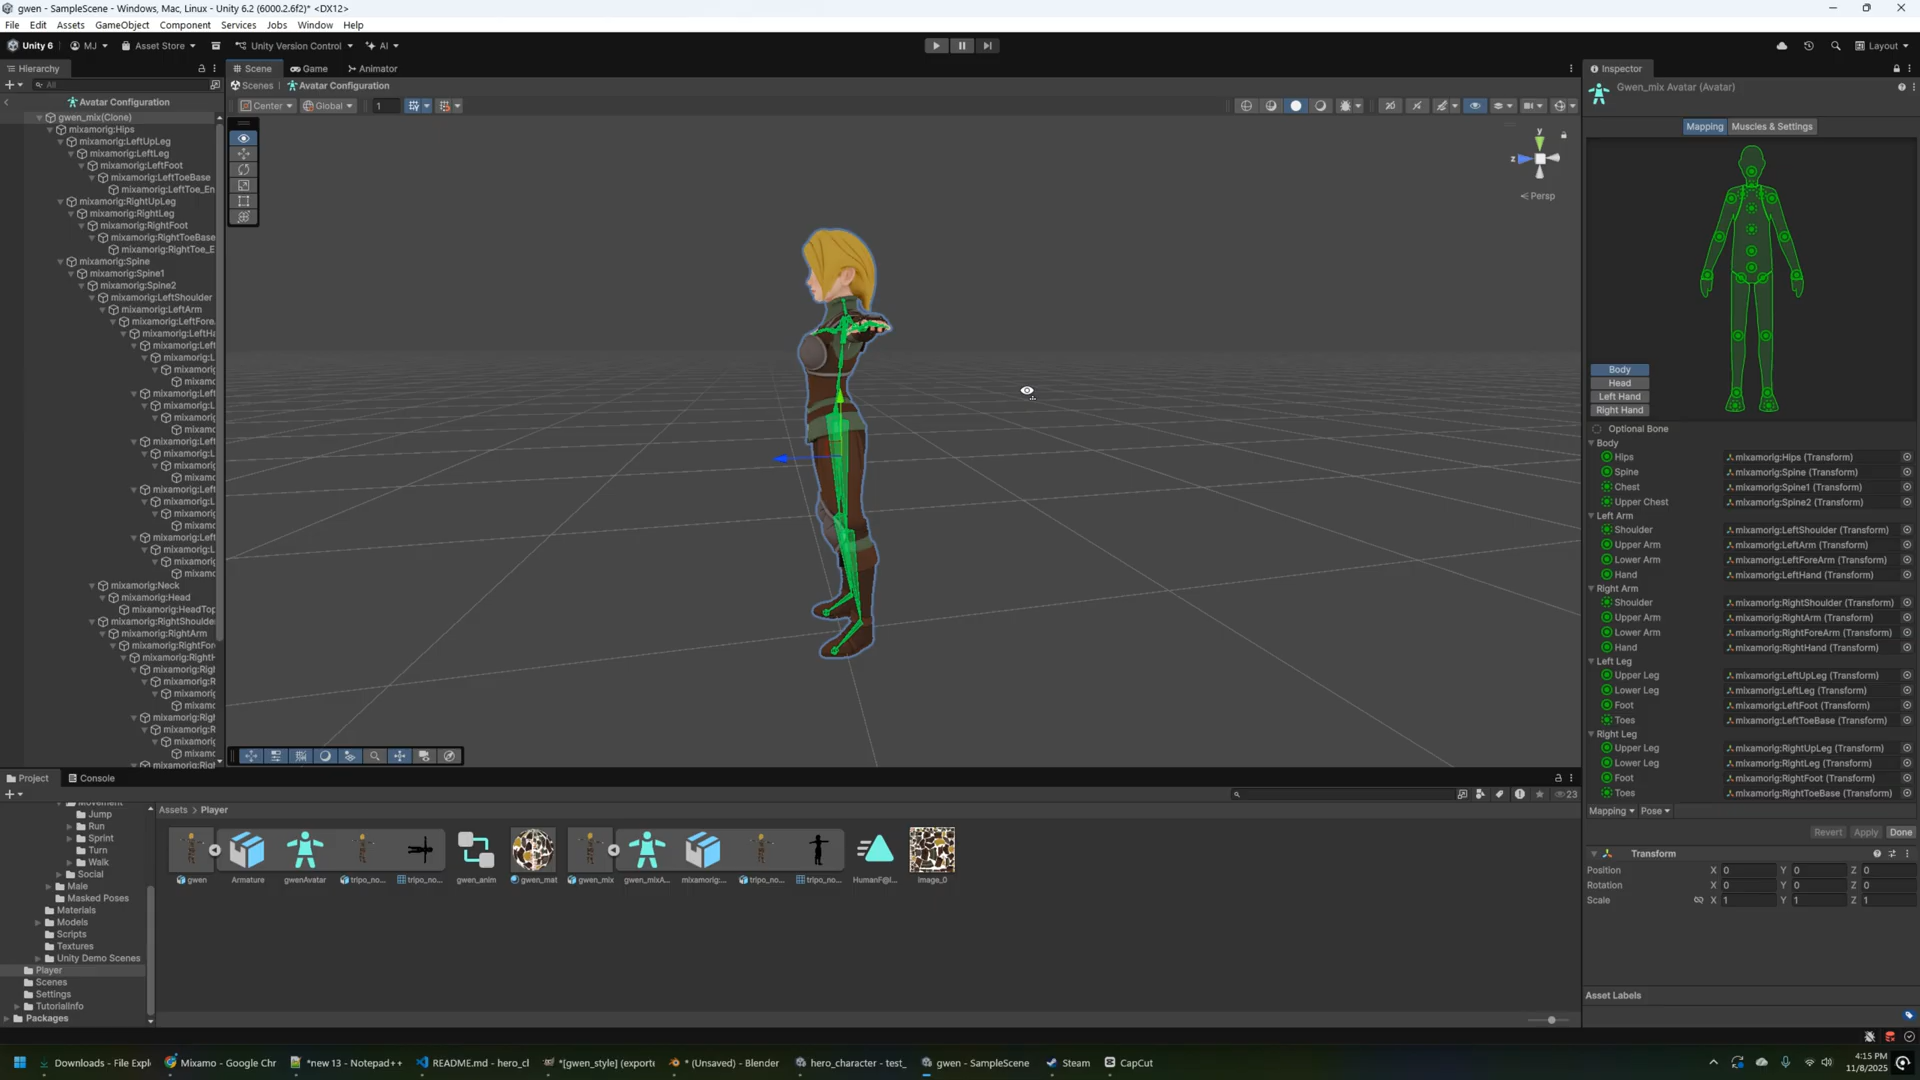 gwen - SampleScene - Windows, Mac, Linux - Unity 6.2 (6000.2.6f2)* <DX12>
File Edit Assets GameObject Component Services Jobs Window Help
Unity 6 MJ Asset Store Unity Version Control AI Layout
Hierarchy
All
Avatar Configuration
gwen_mix(Clone)
mixamorig:Hips
mixamorig:LeftUpLeg
mixamorig:LeftLeg
mixamorig:LeftFoot
mixamorig:LeftToeBase
mixamorig:LeftToe_En
mixamorig:RightUpLeg
mixamorig:RightLeg
mixamorig:RightFoot
mixamorig:RightToeBase
mixamorig:RightToe_E
mixamorig:Spine
mixamorig:Spine1
mixamorig:Spine2
mixamorig:LeftShoulder
mixamorig:LeftArm
mixamorig:LeftFore
mixamorig:LeftHa
mixamorig:Left
mixamorig:L
mixamorig:
mixamo
mixamorig:Left
mixamorig:L
mixamorig:
mixamo
mixamorig:Left
mixamorig:L
mixamorig:
mixamo
mixamorig:Left
mixamorig:L
mixamorig:
mixamo
mixamorig:Left
mixamorig:L
mixamorig:
mixamo
mixamorig:Neck
mixamorig:Head
mixamorig:HeadTop
mixamorig:RightShoulde
mixamorig:RightArm
mixamorig:RightFor
mixamorig:RightH
mixamorig:Rig
mixamorig:R
mixamorig:
mixamo
mixamorig:Rig
mixamorig:R
mixamorig:
mixamo
mixamorig:Rig
Scene Game Animator
Scenes Avatar Configuration
Center Global 1
y
z
Persp
Inspector
Gwen_mix Avatar (Avatar)
Mapping Muscles & Settings
Body
Head
Left Hand
Right Hand
Optional Bone
Body
Hips mixamorig:Hips (Transform)
Spine mixamorig:Spine (Transform)
Chest mixamorig:Spine1 (Transform)
Upper Chest mixamorig:Spine2 (Transform)
Left Arm
Shoulder mixamorig:LeftShoulder (Transform)
Upper Arm mixamorig:LeftArm (Transform)
Lower Arm mixamorig:LeftForeArm (Transform)
Hand mixamorig:LeftHand (Transform)
Right Arm
Shoulder mixamorig:RightShoulder (Transform)
Upper Arm mixamorig:RightArm (Transform)
Lower Arm mixamorig:RightForeArm (Transform)
Hand mixamorig:RightHand (Transform)
Left Leg
Upper Leg mixamorig:LeftUpLeg (Transform)
Lower Leg mixamorig:LeftLeg (Transform)
Foot mixamorig:LeftFoot (Transform)
Toes mixamorig:LeftToeBase (Transform)
Right Leg
Upper Leg mixamorig:RightUpLeg (Transform)
Lower Leg mixamorig:RightLeg (Transform)
Foot mixamorig:RightFoot (Transform)
Toes mixamorig:RightToeBase (Transform)
Mapping Pose
Revert Apply Done
Transform
Position X 0 Y 0 Z 0
Rotation X 0 Y 0 Z 0
Scale X 1 Y 1 Z 1
Asset Labels
Project Console
23
Movement
Jump
Run
Sprint
Turn
Walk
Social
Male
Masked Poses
Materials
Models
Scripts
Textures
Unity Demo Scenes
Player
Scenes
Settings
TutorialInfo
Packages
Assets > Player
gwen Armature gwenAvatar tripo_no... tripo_no... gwen_anim gwen_mat gwen_mix gwen_mixA... mixamorig:... tripo_no... tripo_no... HumanF@I... Image_0
Downloads - File Expl Mixamo - Google Chr *new 13 - Notepad++ README.md - hero_cl *[gwen_style] (exporte * (Unsaved) - Blender hero_character - test_ gwen - SampleScene Steam CapCut
4:15 PM
11/8/2025